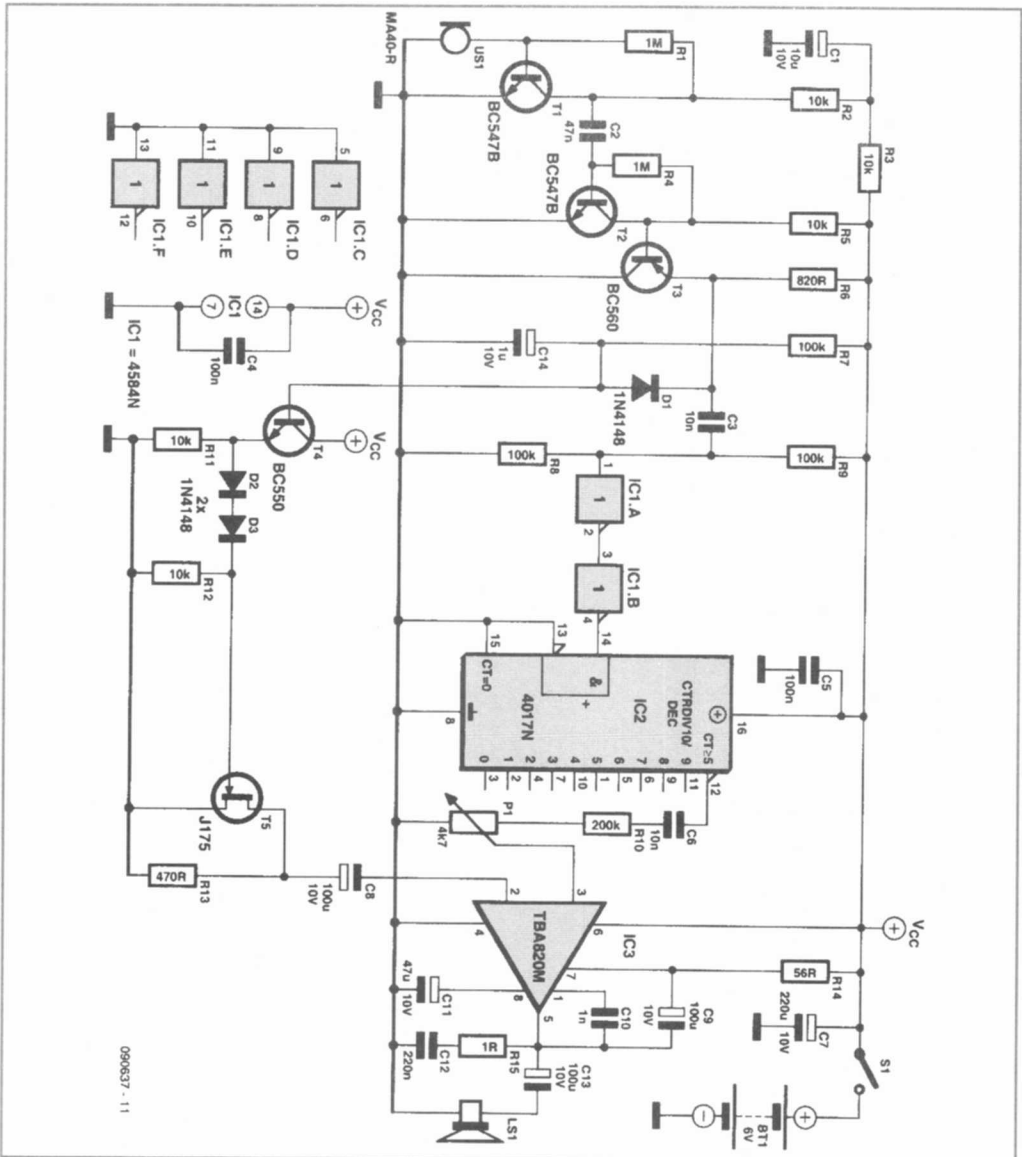 C1
10u
10V
R2
10k
R3
10k
R1
1M
US1
MA40-R
T1
BC547B
C2
47n
R4
1M
T2
BC547B
R5
10k
T3
BC560
R6
820R
R7
100k
C14
1u
10V
D1
1N4148
C3
10n
R8
100k
R9
100k
1
IC1.A
1
2
3
IC1.B
1
4
14
13
15
CT=0
&
+
IC2
CTRDIV10/
DEC
4017N
8
16
C5
100n
0
3
1
2
2
4
3
7
4
10
5
1
6
5
7
6
8
9
9
11
CT≥5
12
C6
10n
R10
200k
P1
4k7
3
2
IC3
TBA820M
6
7
1
5
8
4
VCC
R14
56R
C7
220u
10V
S1
BT1
6V
C9
100u
10V
C10
1n
C11
47u
10V
R15
1R
C12
220n
C13
100u
10V
LS1
5
1
6
IC1.C
9
1
8
IC1.D
11
1
10
IC1.E
13
1
12
IC1.F
VCC
14
IC1
7
C4
100n
IC1 = 4584N
VCC
T4
BC550
R11
10k
D2
D3
2x
1N4148
R12
10k
T5
J175
R13
470R
C8
100u
10V
090637 - 11